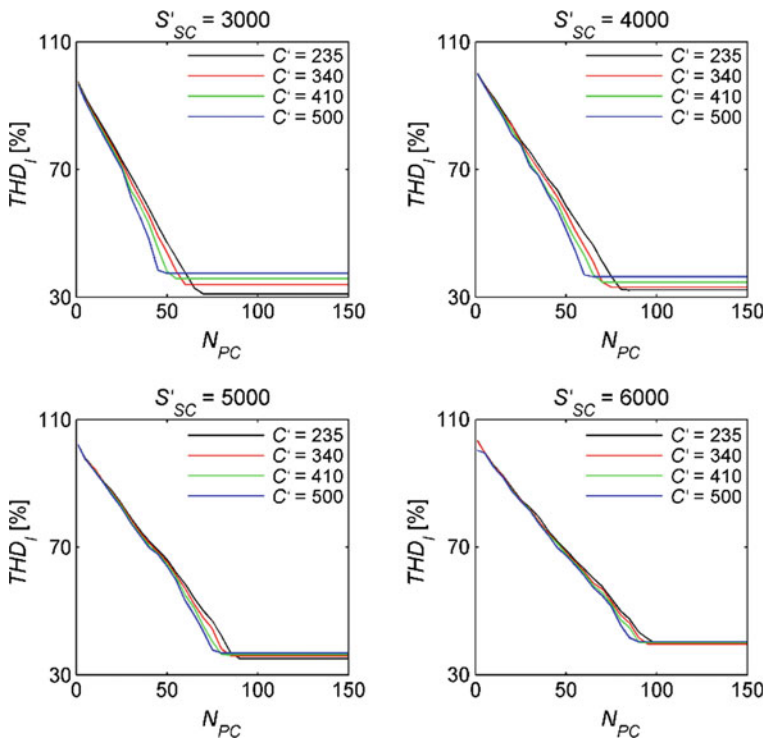 S'SC = 3000
110
70
30
THDI [%]
C' = 235
C' = 340
C' = 410
C' = 500
0
50
100
150
NPC
S'SC = 4000
110
70
30
THDI [%]
C' = 235
C' = 340
C' = 410
C' = 500
0
50
100
150
NPC
S'SC = 5000
110
70
30
THDI [%]
C' = 235
C' = 340
C' = 410
C' = 500
0
50
100
150
NPC
S'SC = 6000
110
70
30
THDI [%]
C' = 235
C' = 340
C' = 410
C' = 500
0
50
100
150
NPC